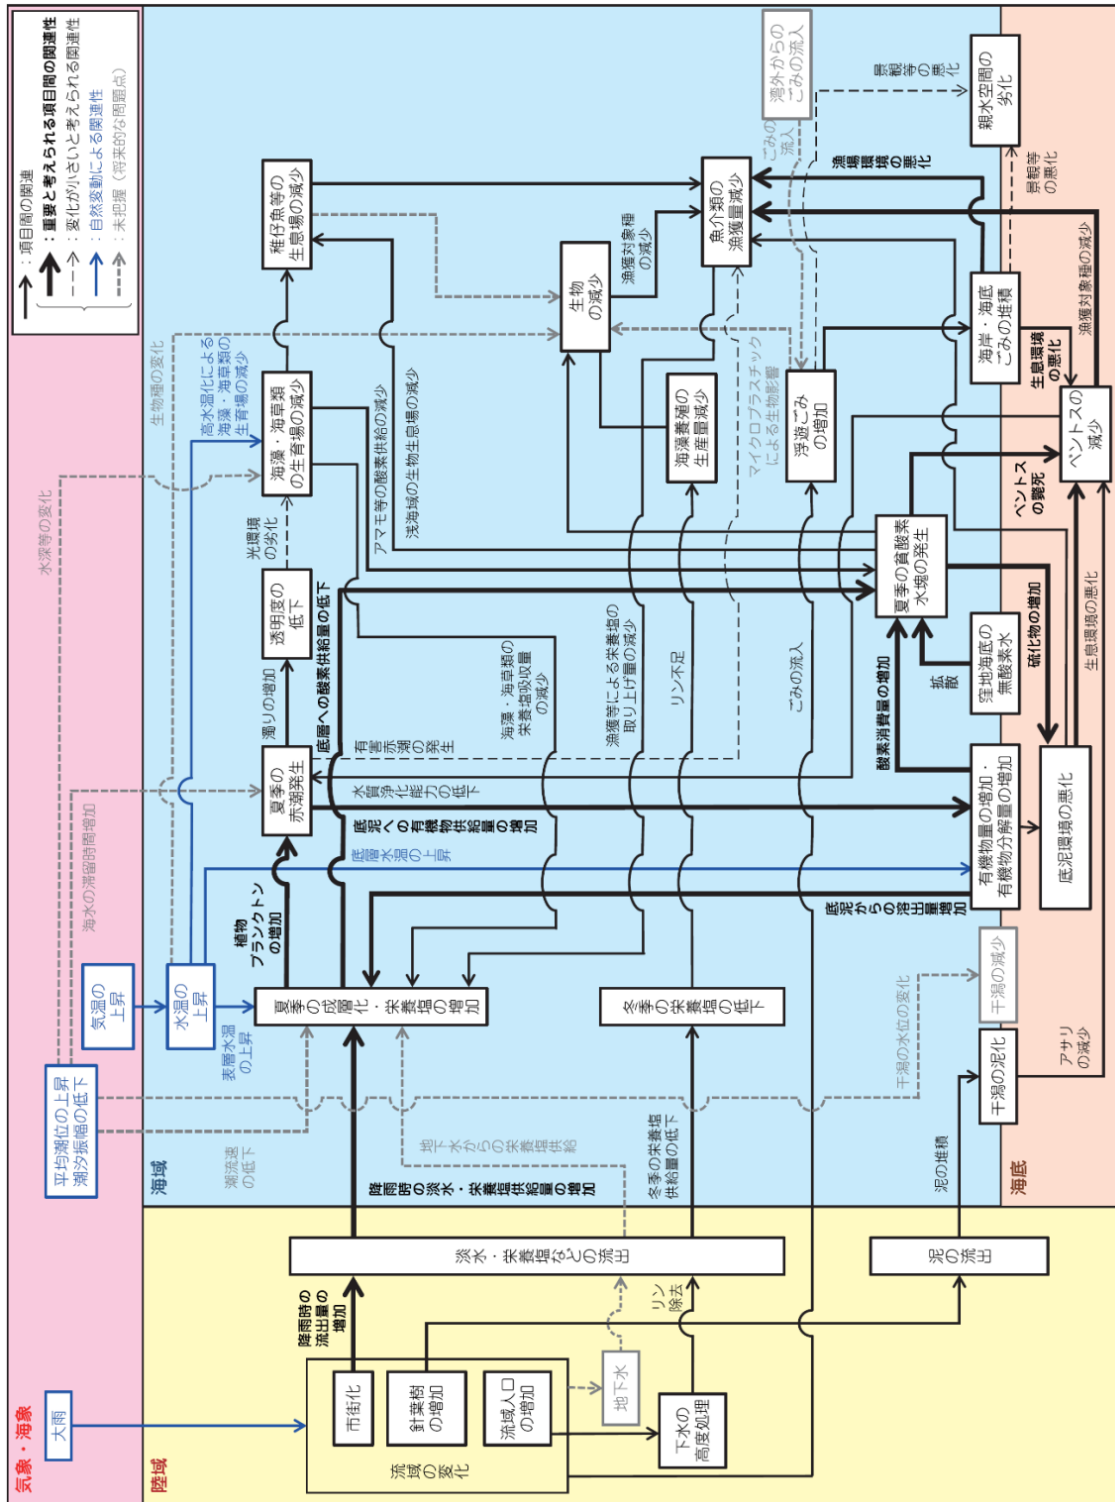 気象・海象
大雨
平均潮位の上昇
潮汐振幅の低下
気温の
上昇
水深等の変化
海水の滞留時間増加
生物種の変化
：項目間の関連
：重要と考えられる項目間の関連性
：変化が小さいと考えられる関連性
：自然変動による関連性
：未把握（将来的な問題点）
陸域
流域の変化
市街化
針葉樹
の増加
流域人口
の増加
地下水
下水の
高度処理
降雨時の
流出量の
増加
リン
除去
淡水・栄養塩などの流出
泥の流出
海域
水温の
上昇
表層水温
の上昇
潮流速
の低下
地下水からの栄養塩供給
降雨時の淡水・栄養塩供給量の増加
冬季の栄養塩
供給量の低下
泥の堆積
夏季の成層化・栄養塩の増加
冬季の栄養塩の低下
干潟の水位の変化
植物
プランクトン
の増加
底層水温の上昇
底泥からの溶出量増加
夏季の
赤潮発生
濁りの増加
底層への酸素供給量の低下
有害赤潮の発生
水質浄化能力の低下
底泥への有機物供給量の増加
透明度の
低下
光環境
の劣化
海藻・海草類の
栄養塩吸収量
の減少
漁獲等による栄養塩の
取り上げ量の減少
リン不足
ごみの流入
酸素消費量の増加
拡散
高水温化による
海藻・海草類の
生育場の減少
海藻・海草類
の生育場の減少
アマモ等の酸素供給の減少
浅海域の生物生息場の減少
稚仔魚等の
生息場の減少
生物
の減少
漁獲対象種
の減少
海藻養殖の
生産量減少
マイクロプラスチック
による生物影響
浮遊ごみ
の増加
夏季の貧酸素
水塊の発生
魚介類の
漁獲量減少
ごみの
流入
湾外からの
ごみの流入
漁場環境の悪化
景観等の悪化
親水空間の
劣化
景観等
の悪化
海岸・海底
ごみの堆積
生息環境
の悪化
漁獲対象種の減少
ベントスの
減少
ベントス
の斃死
硫化物の増加
生息環境の悪化
窪地海底の
無酸素水
有機物量の増加・
有機物分解量の増加
底泥環境の悪化
干潟の減少
干潟の泥化
アサリ
の減少
海底